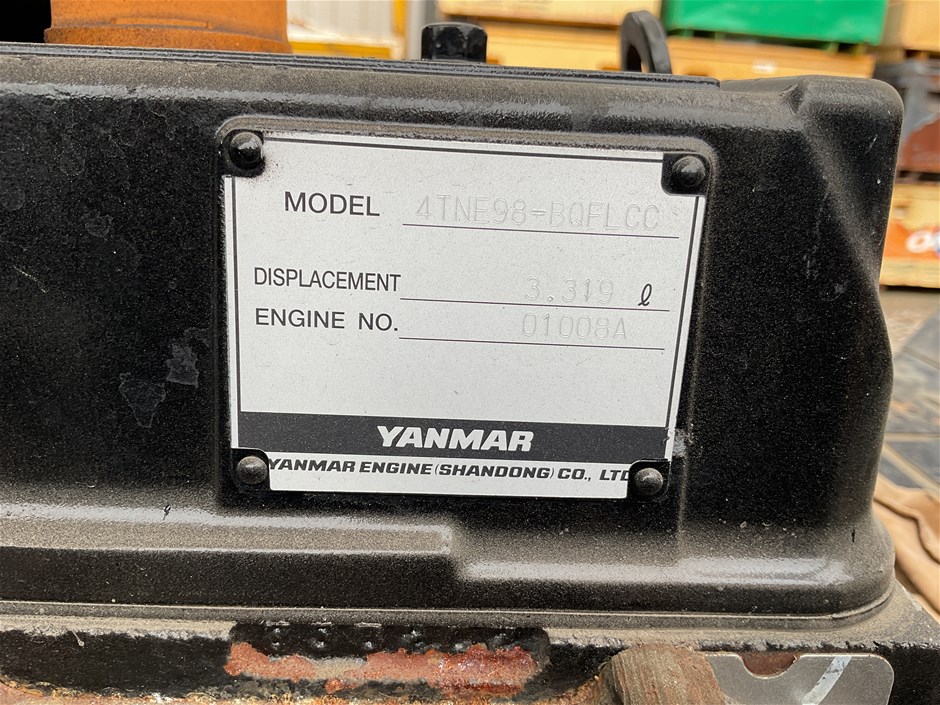 MODEL 4TNE98-BQFLCC
DISPLACEMENT 3.319 ℓ
ENGINE NO. 01008A
YANMAR
YANMAR ENGINE (SHANDONG) CO., LTD